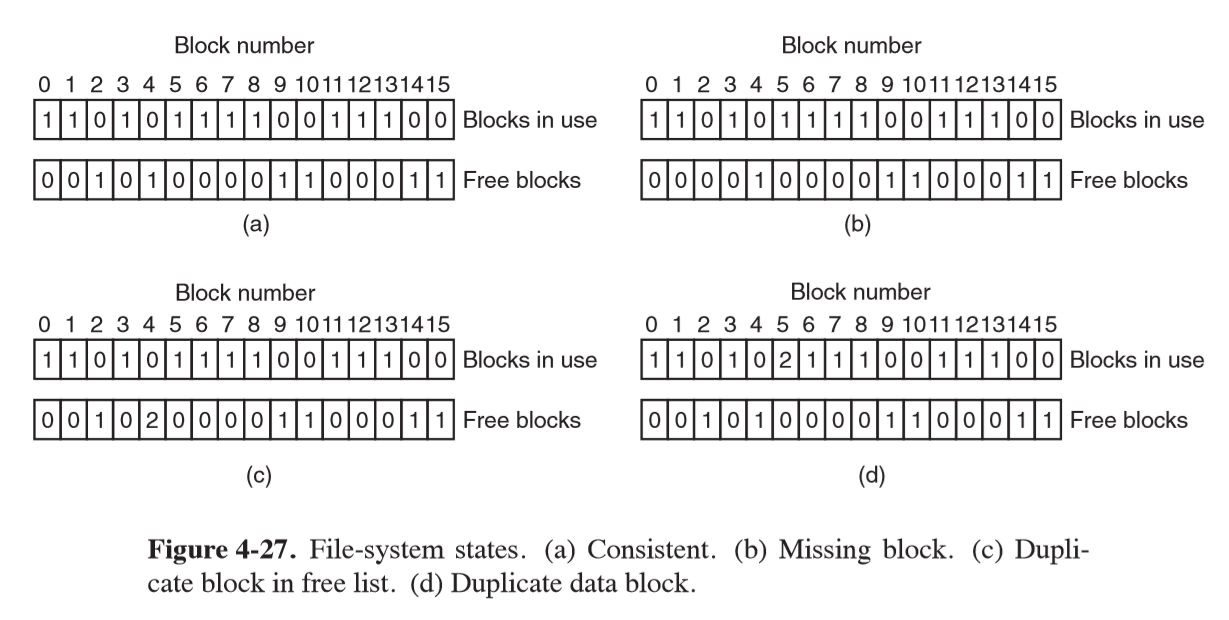 Block number
0 1 2 3 4 5 6 7 8 9 10 11 12 13 14 15
1 1 0 1 0 1 1 1 1 0 0 1 1 1 0 0 Blocks in use
0 0 1 0 1 0 0 0 0 1 1 0 0 0 1 1 Free blocks
(a)
Block number
0 1 2 3 4 5 6 7 8 9 10 11 12 13 14 15
1 1 0 1 0 1 1 1 1 0 0 1 1 1 0 0 Blocks in use
0 0 0 0 1 0 0 0 0 1 1 0 0 0 1 1 Free blocks
(b)
Block number
0 1 2 3 4 5 6 7 8 9 10 11 12 13 14 15
1 1 0 1 0 1 1 1 1 0 0 1 1 1 0 0 Blocks in use
0 0 1 0 2 0 0 0 0 1 1 0 0 0 1 1 Free blocks
(c)
Block number
0 1 2 3 4 5 6 7 8 9 10 11 12 13 14 15
1 1 0 1 0 2 1 1 1 0 0 1 1 1 0 0 Blocks in use
0 0 1 0 1 0 0 0 0 1 1 0 0 0 1 1 Free blocks
(d)
Figure 4-27. File-system states. (a) Consistent. (b) Missing block. (c) Dupli-
cate block in free list. (d) Duplicate data block.